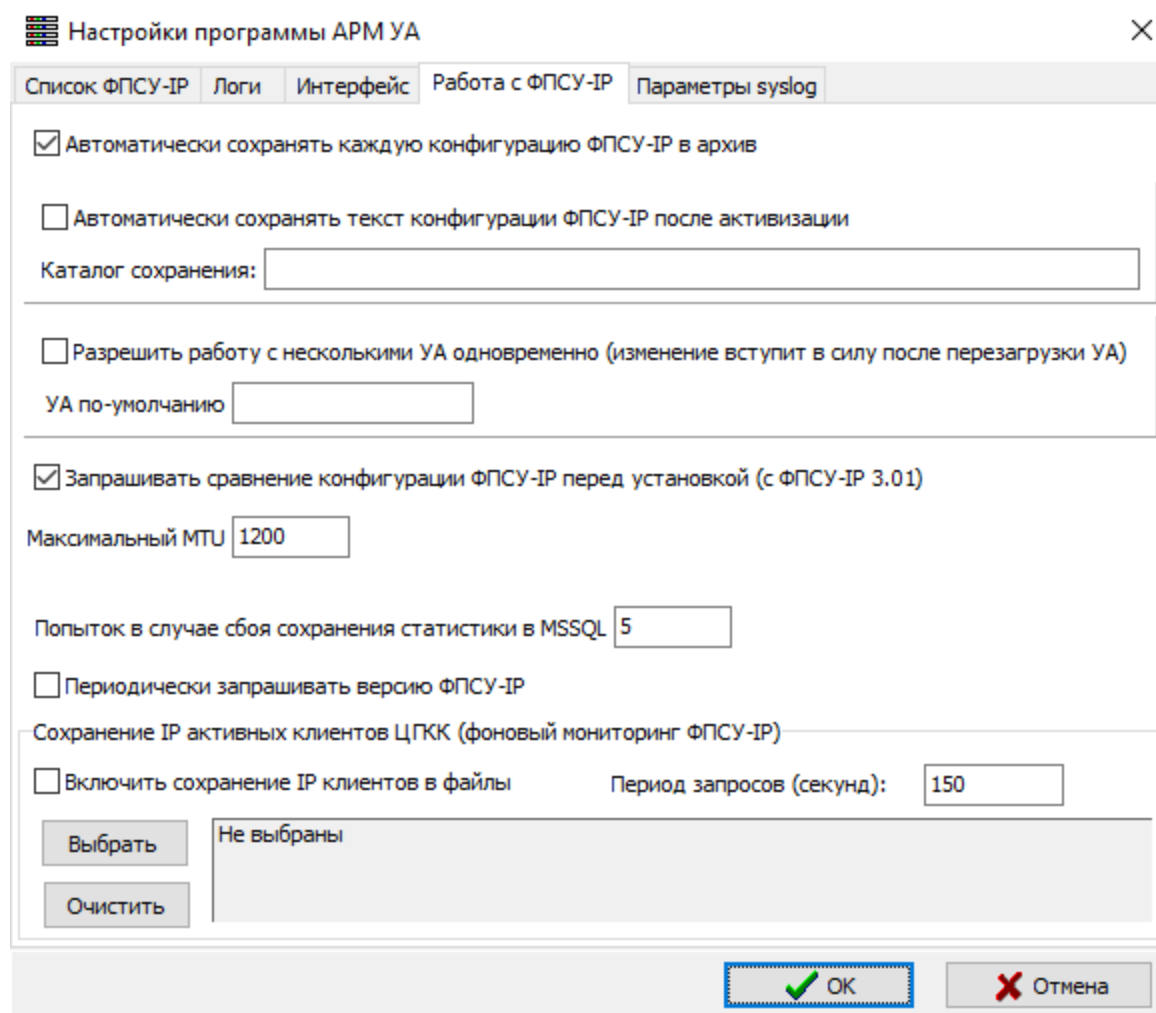 Настройки программы АРМ УА
Список ФПСУ-IP Логи Интерфейс Работа с ФПСУ-IP Параметры syslog
Автоматически сохранять каждую конфигурацию ФПСУ-IP в архив
Автоматически сохранять текст конфигурации ФПСУ-IP после активизации
Каталог сохранения:
Разрешить работу с несколькими УА одновременно (изменение вступит в силу после перезагрузки УА)
УА по-умолчанию
Запрашивать сравнение конфигурации ФПСУ-IP перед установкой (с ФПСУ-IP 3.01)
Максимальный MTU 1200
Попыток в случае сбоя сохранения статистики в MSSQL 5
Периодически запрашивать версию ФПСУ-IP
Сохранение IP активных клиентов ЦГКК (фоновый мониторинг ФПСУ-IP)
Включить сохранение IP клиентов в файлы Период запросов (секунд): 150
Выбрать Не выбраны
Очистить
OK Отмена